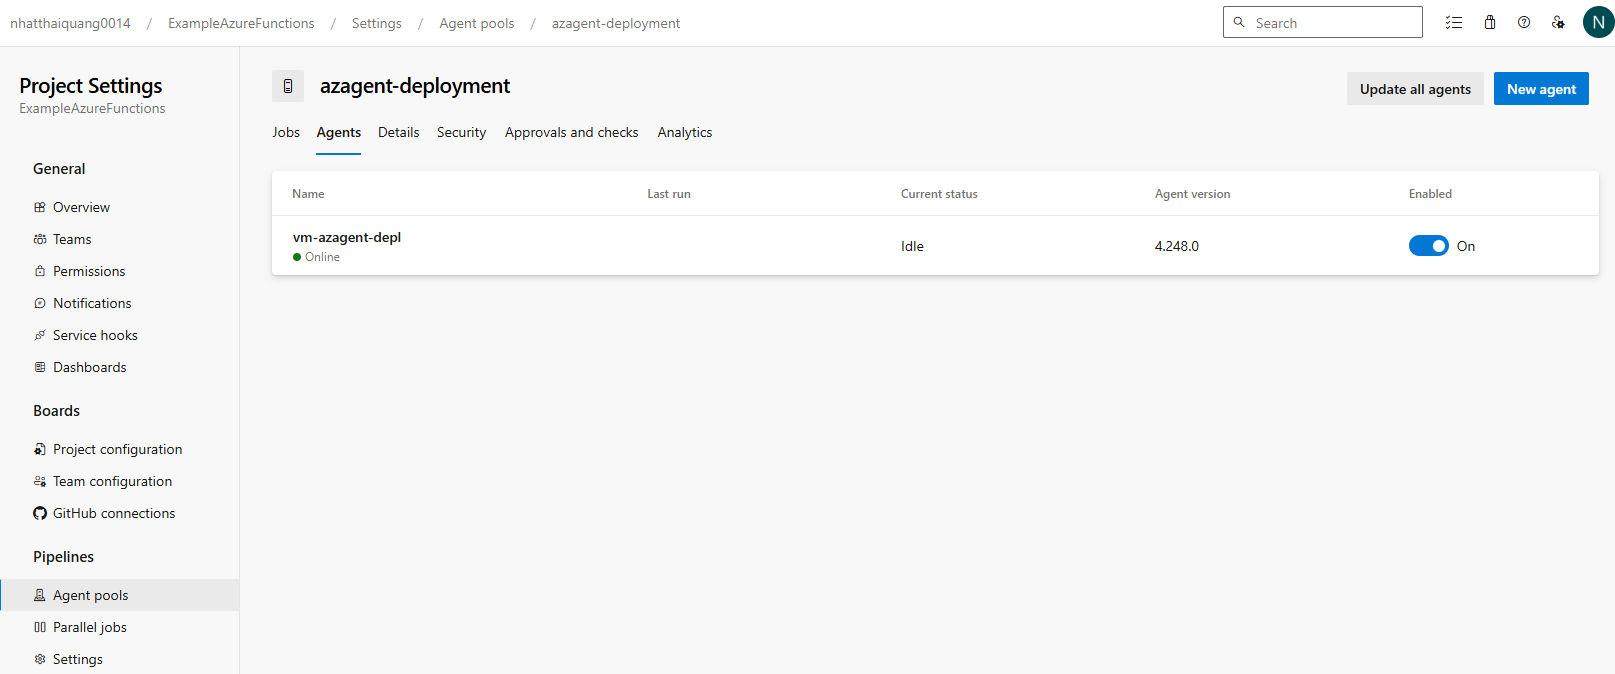 nhatthaiquang0014 / ExampleAzureFunctions / Settings / Agent pools / azagent-deployment
Search
N
Project Settings
ExampleAzureFunctions
General
Overview
Teams
Permissions
Notifications
Service hooks
Dashboards
Boards
Project configuration
Team configuration
GitHub connections
Pipelines
Agent pools
Parallel jobs
Settings
azagent-deployment
Update all agents
New agent
Jobs Agents Details Security Approvals and checks Analytics
Name Last run Current status Agent version Enabled
vm-azagent-depl
Online
Idle 4.248.0 On